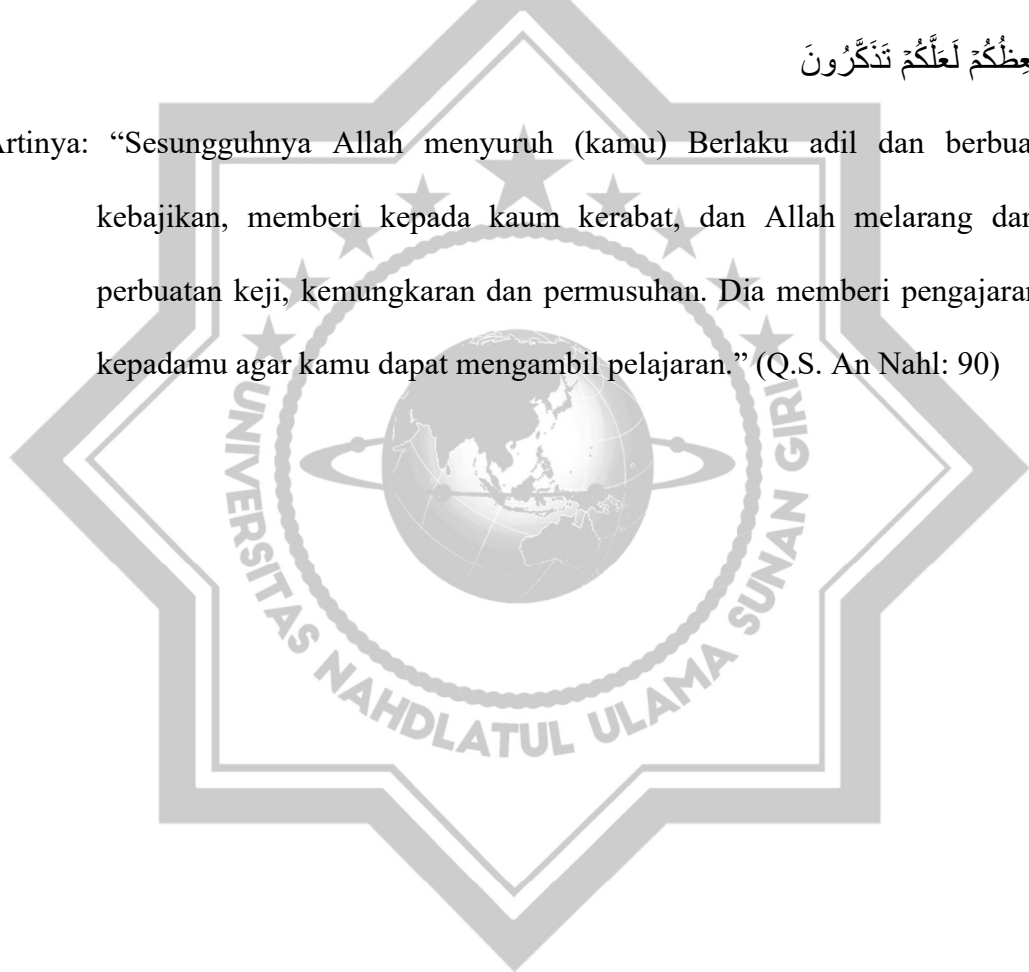 عِظُكُمْ لَعَلَّكُمْ تَذَكَّرُونَ
Artinya: “Sesungguhnya Allah menyuruh (kamu) Berlaku adil dan berbua
kebajikan, memberi kepada kaum kerabat, dan Allah melarang dar
perbuatan keji, kemungkaran dan permusuhan. Dia memberi pengajaran
kepadamu agar kamu dapat mengambil pelajaran.” (Q.S. An Nahl: 90)
UNIVERSITAS NAHDLATUL ULAMA SUNAN GIRI